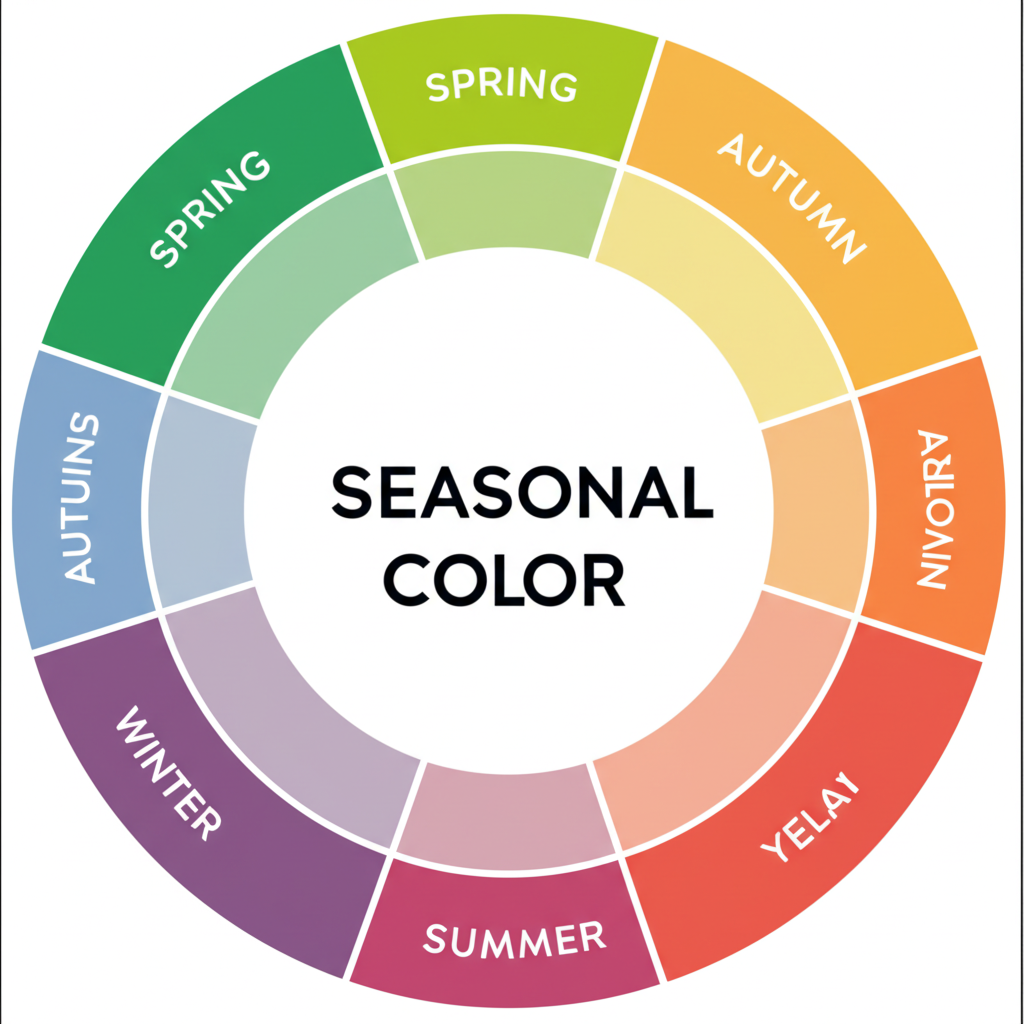 SPRING
AUTUMN
SPRING
AUTUINS
SEASONAL
COLOR
WINTER
YELAY
SUMMER